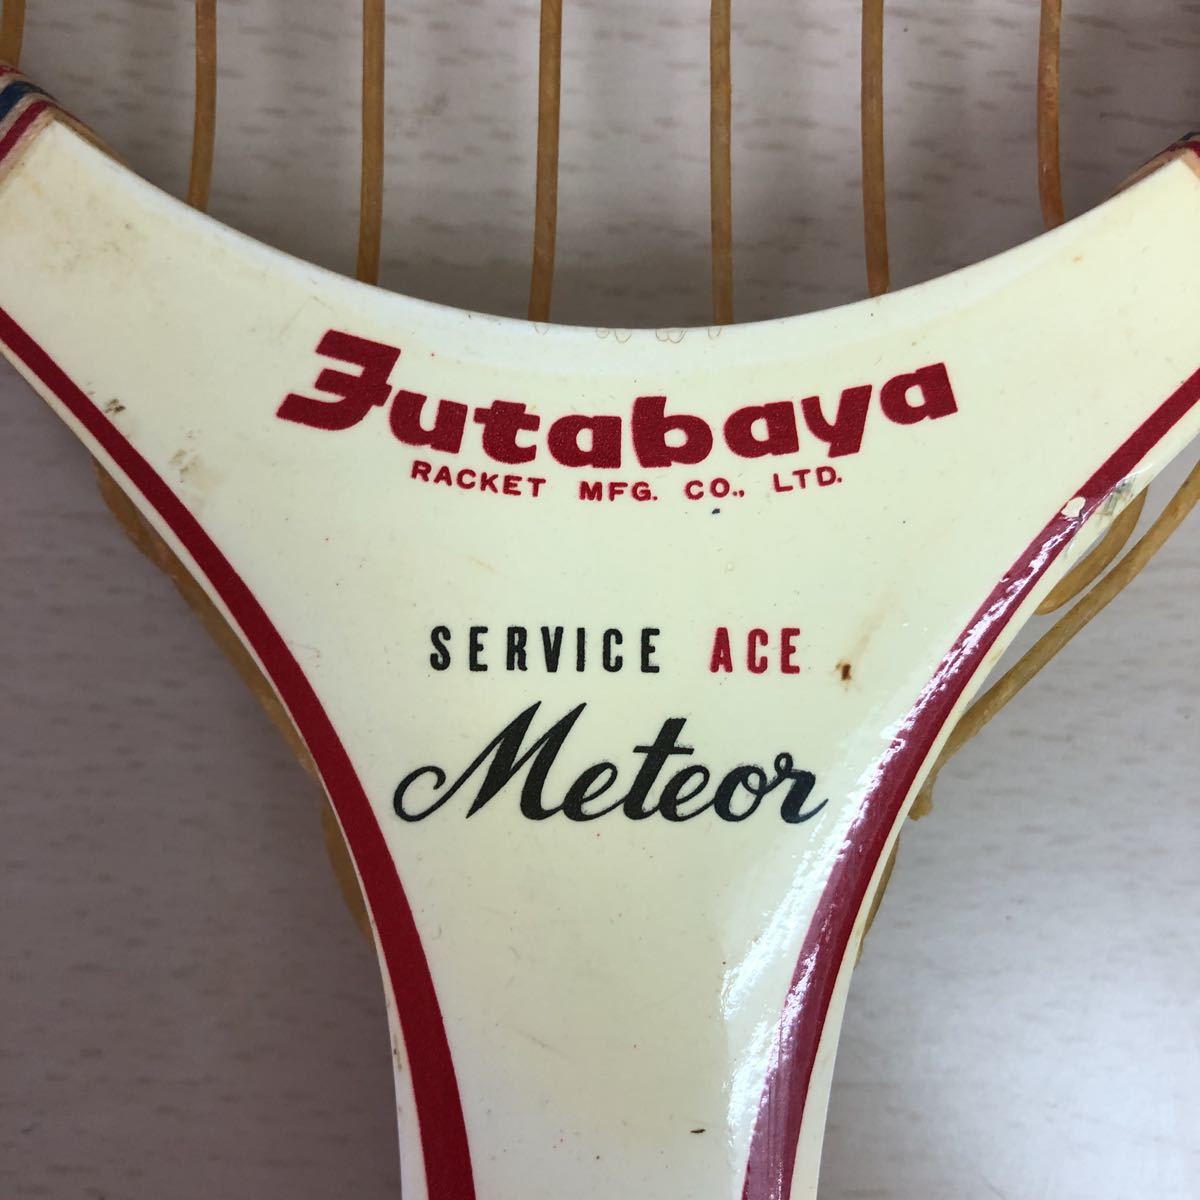 Futabaya
RACKET MFG. CO., LTD.
SERVICE ACE
Meteor